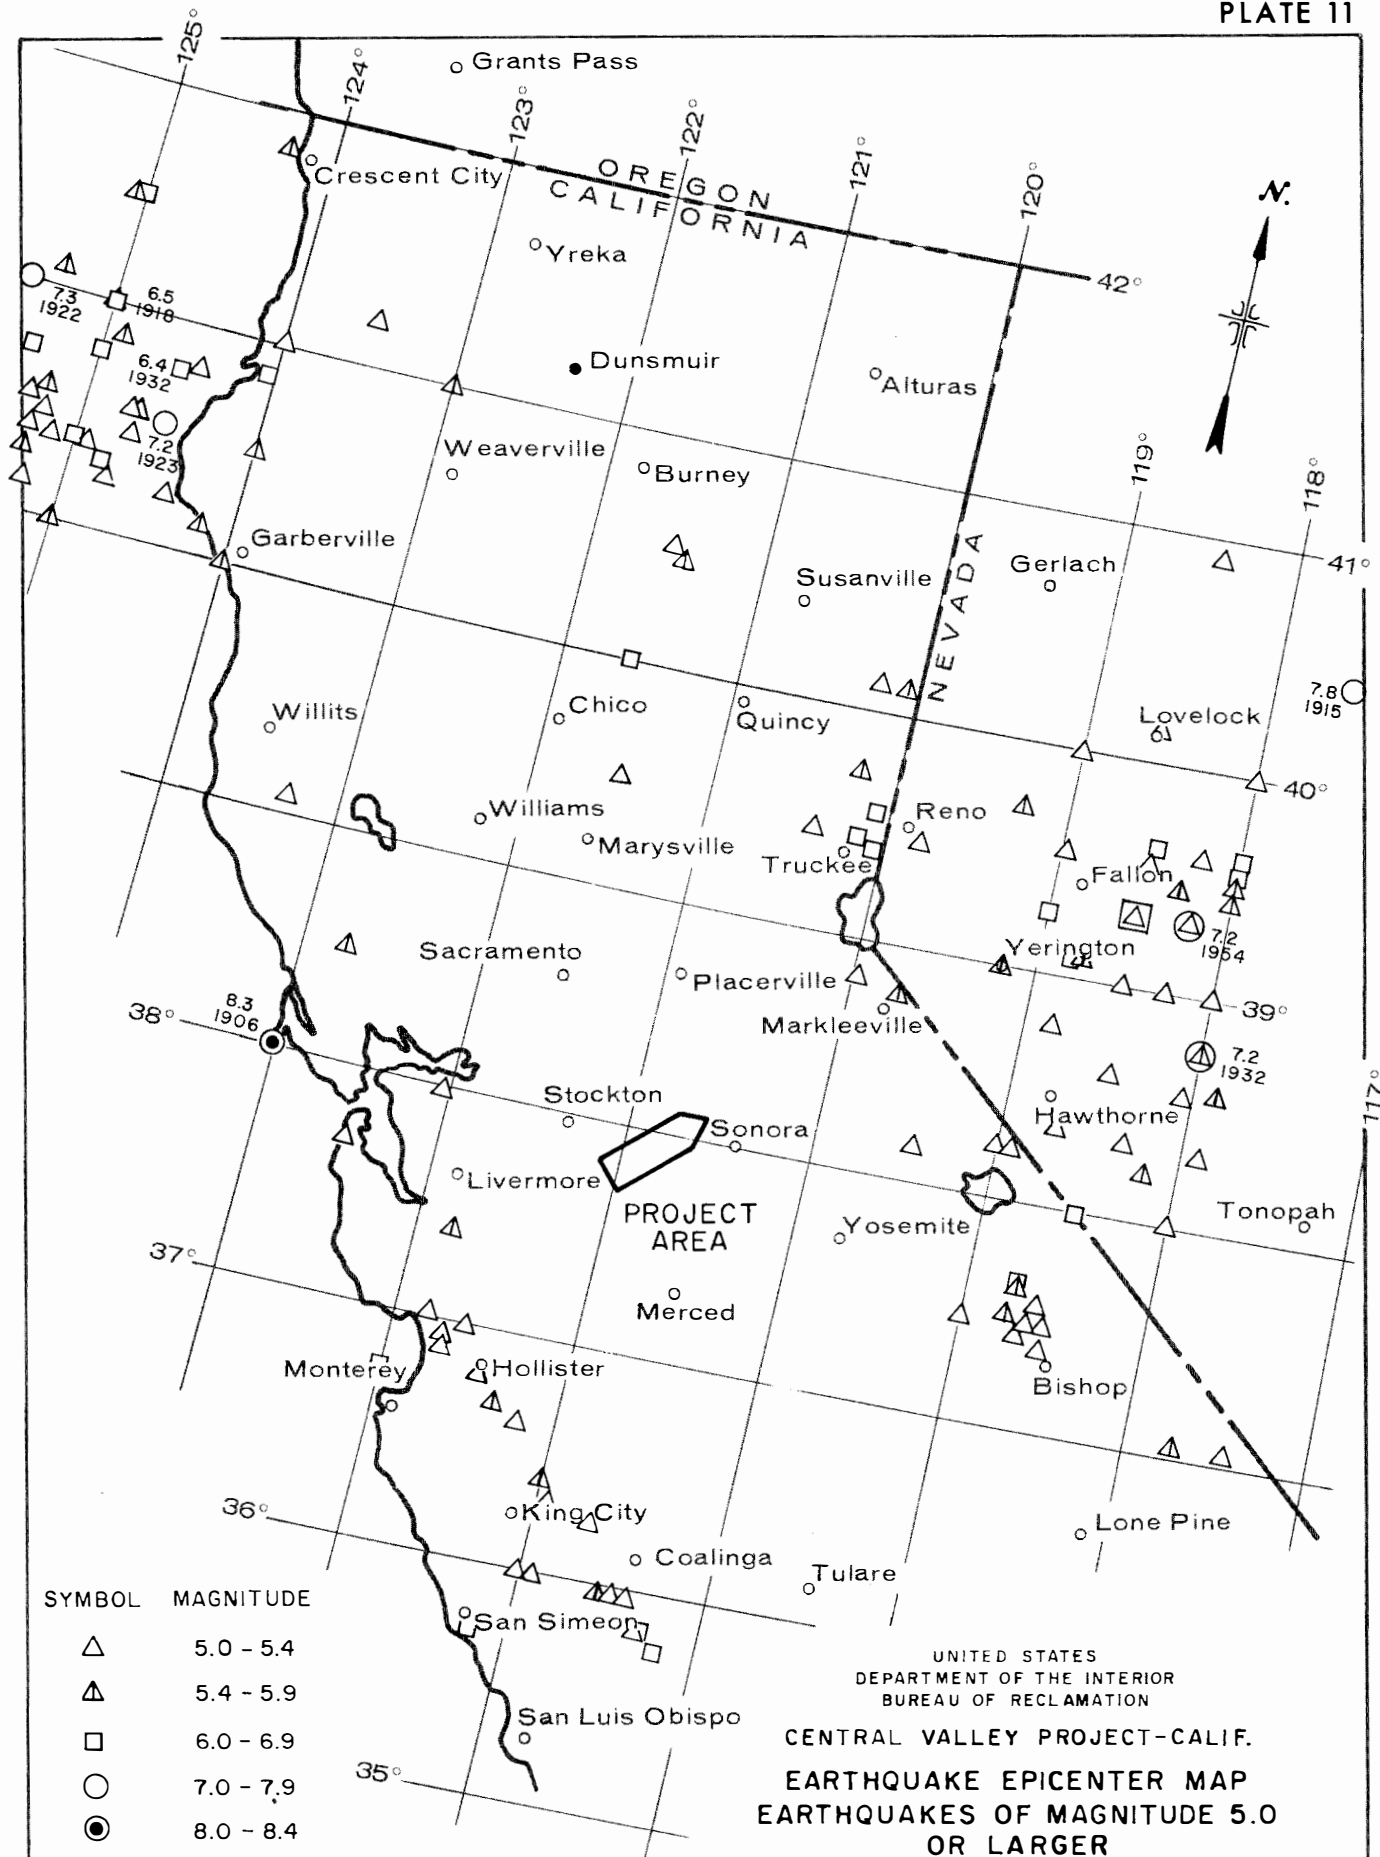 PLATE 11
125°
124°
123°
122°
121°
120°
Grants Pass
Crescent City
OREGON
CALIFORNIA
N.
Yreka
42°
7.3
1922
6.5
1918
6.4
1932
Dunsmuir
Alturas
7.2
1923
Weaverville
Burney
119°
118°
Garberville
Susanville
NEVADA
Gerlach
41°
Willits
Chico
Quincy
Lovelock
7.8
1915
40°
Williams
Marysville
Truckee
Reno
Fallon
Sacramento
Placerville
Yerington
7.2
1954
39°
Markleeville
8.3
1906
38°
7.2
1932
117°
Stockton
Sonora
Hawthorne
Livermore
PROJECT
AREA
Yosemite
Tonopah
37°
Merced
Monterey
Hollister
Bishop
36°
King City
Lone Pine
Coalinga
Tulare
San Simeon
San Luis Obispo
35°
SYMBOL MAGNITUDE
5.0 - 5.4
5.4 - 5.9
6.0 - 6.9
7.0 - 7.9
8.0 - 8.4
UNITED STATES
DEPARTMENT OF THE INTERIOR
BUREAU OF RECLAMATION
CENTRAL VALLEY PROJECT-CALIF.
EARTHQUAKE EPICENTER MAP
EARTHQUAKES OF MAGNITUDE 5.0
OR LARGER